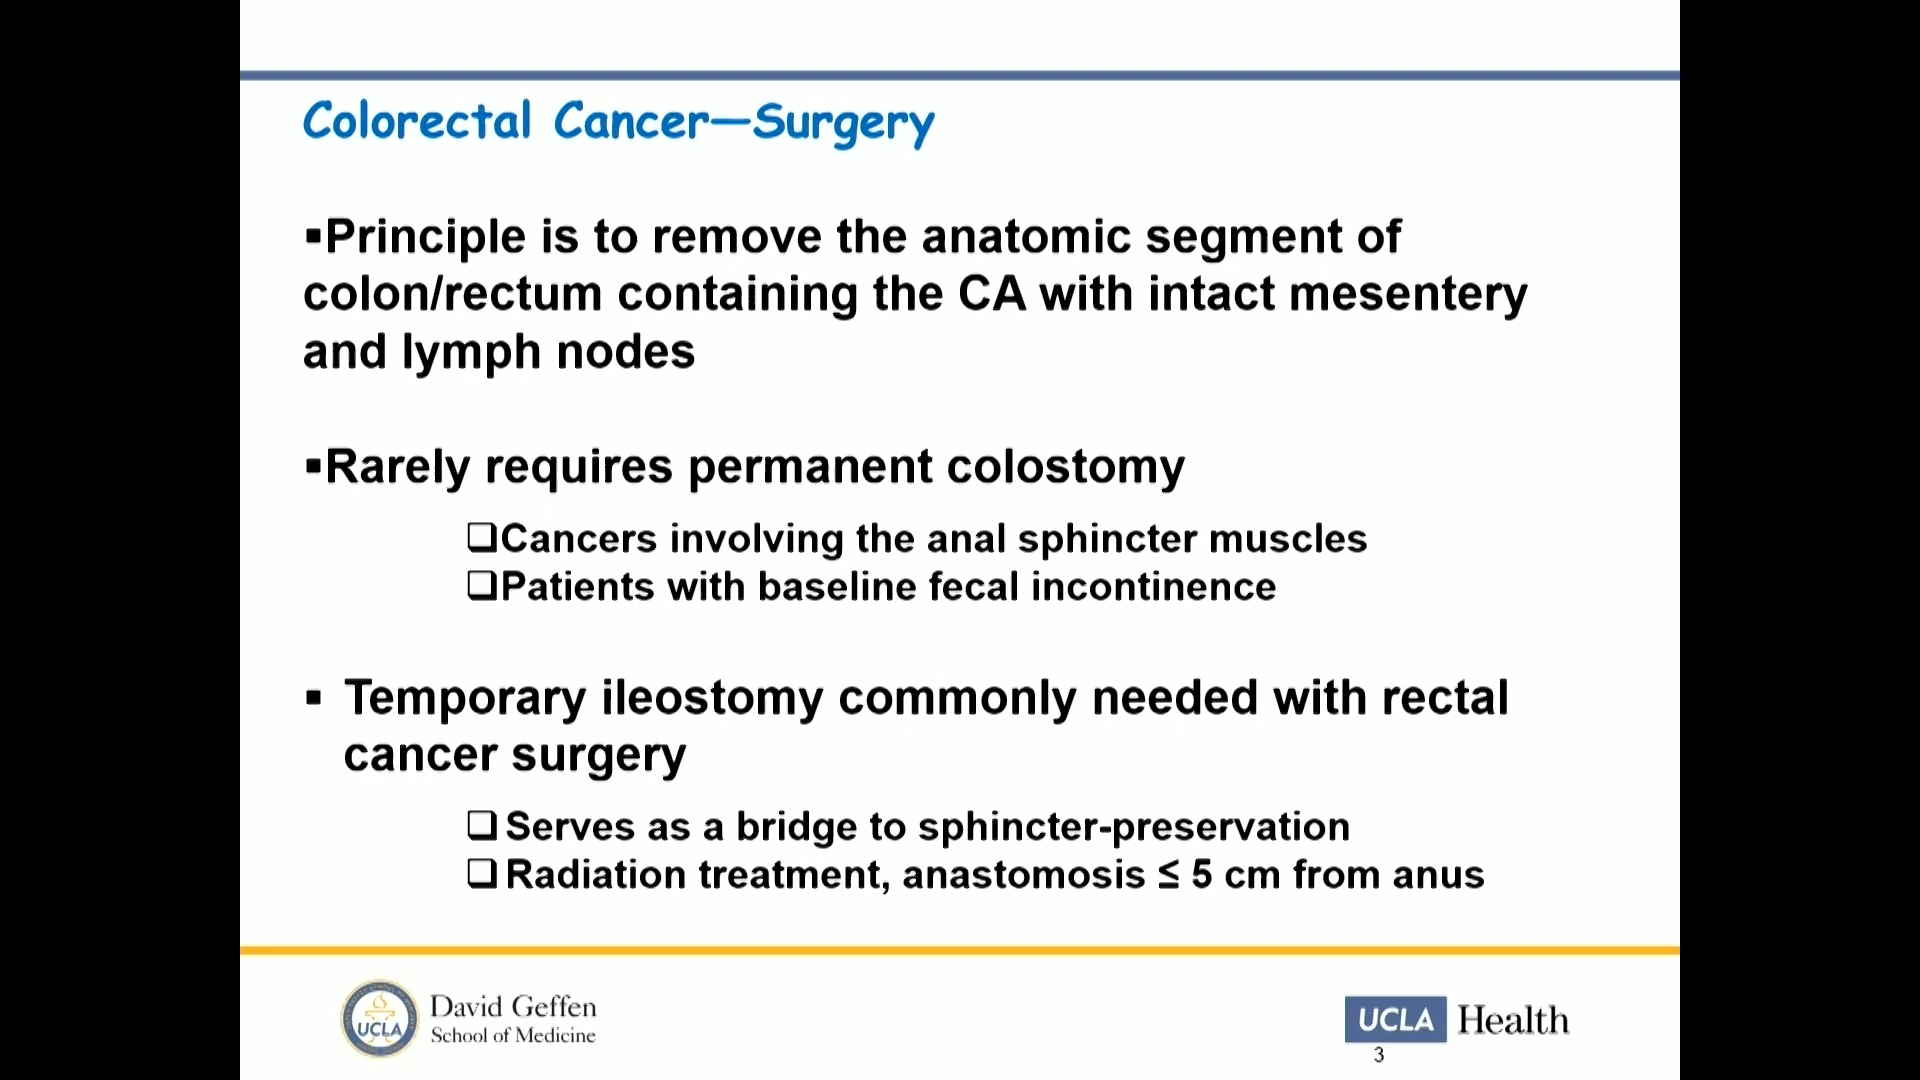 Colorectal Cancer—Surgery
▪Principle is to remove the anatomic segment of
colon/rectum containing the CA with intact mesentery
and lymph nodes
▪Rarely requires permanent colostomy
❑Cancers involving the anal sphincter muscles
❑Patients with baseline fecal incontinence
▪ Temporary ileostomy commonly needed with rectal
cancer surgery
❑Serves as a bridge to sphincter-preservation
❑Radiation treatment, anastomosis ≤ 5 cm from anus
UCLA
David Geffen
School of Medicine
UCLA Health
3